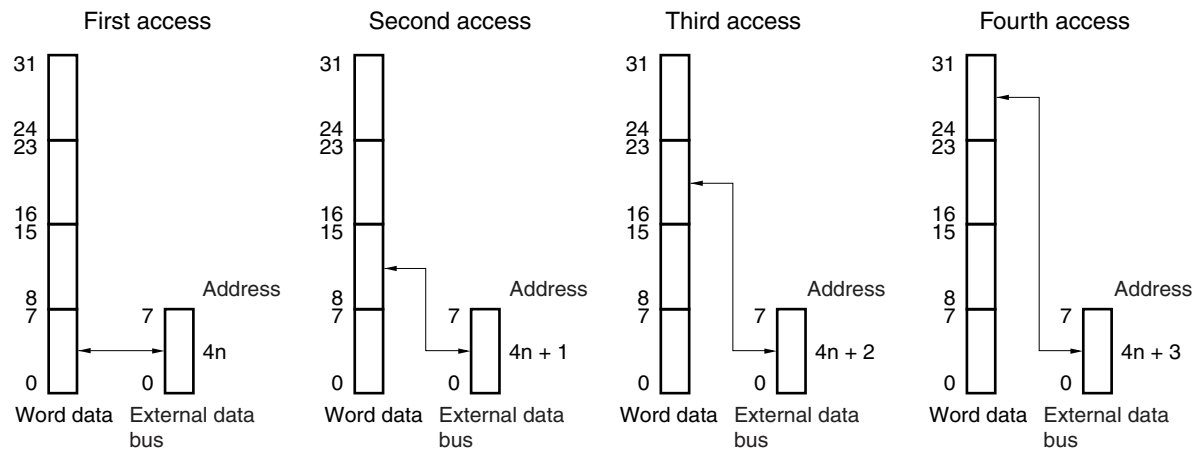 First access
Second access
Third access
Fourth access
31
31
31
31
24
24
24
24
23
23
23
23
16
16
16
16
15
15
15
15
Address
Address
Address
Address
8
8
8
8
7
7
7
7
7
7
7
7
4n
4n + 1
4n + 2
4n + 3
0
0
0
0
0
0
0
0
Word data
External data
bus
Word data
External data
bus
Word data
External data
bus
Word data
External data
bus